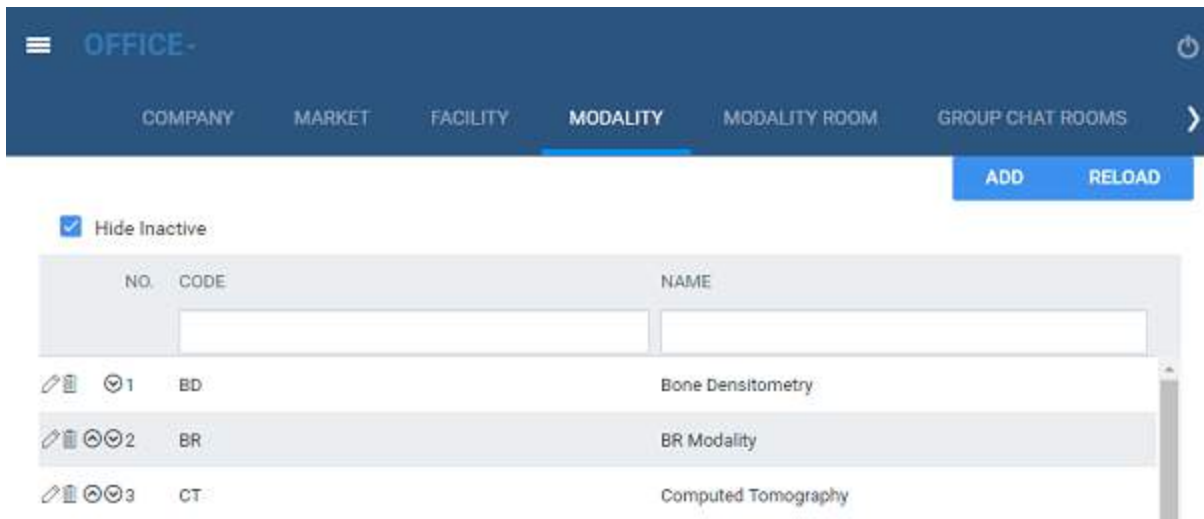 OFFICE
COMPANY MARKET FACILITY MODALITY MODALITY ROOM GROUP CHAT ROOMS
ADD RELOAD
Hide Inactive
NO. CODE NAME
1 BD Bone Densitometry
2 BR BR Modality
3 CT Computed Tomography